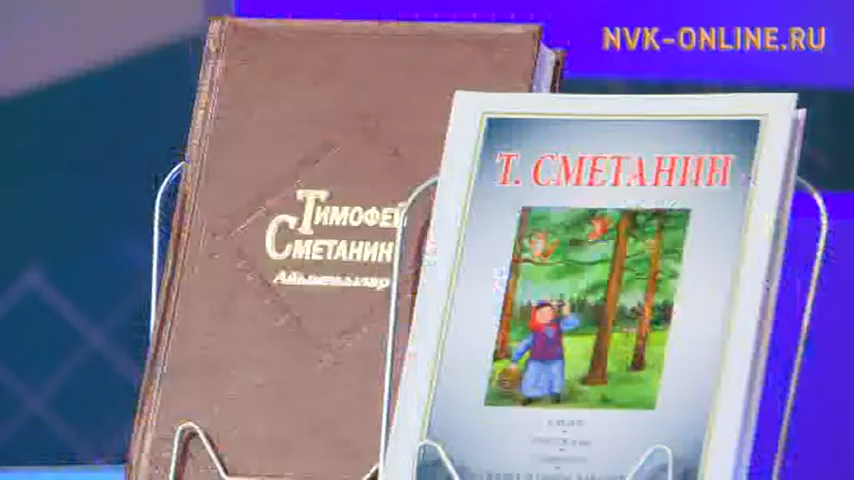 NVK-ONLINE.RU
ТИМОФЕЙ
СМЕТАНИН
Айымньылар
Т. СМЕТАНИН